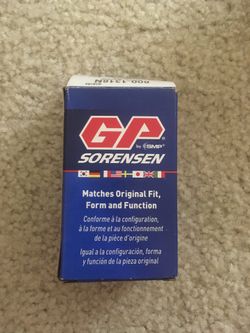 GP
by SMP
SORENSEN
Matches Original Fit,
Form and Function
Conforme à la configuration,
à la forme et au fonctionnement
de la pièce d'origine
Igual a la configuración, forma
y función de la pieza original